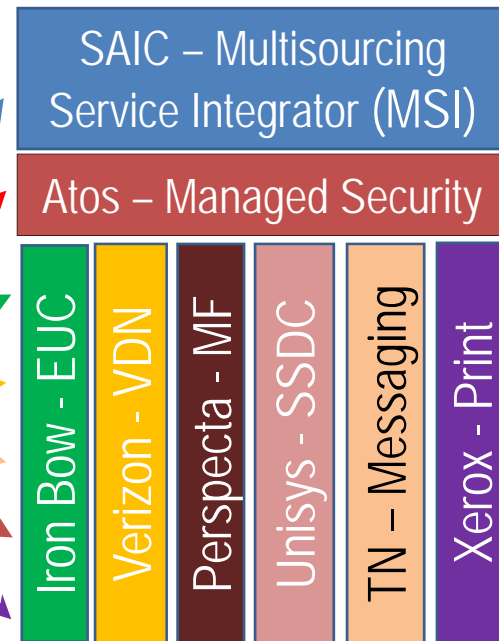 SAIC – Multisourcing
Service Integrator (MSI)
Atos – Managed Security
Iron Bow - EUC
Verizon - VDN
Perspecta - MF
Unisys - SSDC
TN – Messaging
Xerox - Print